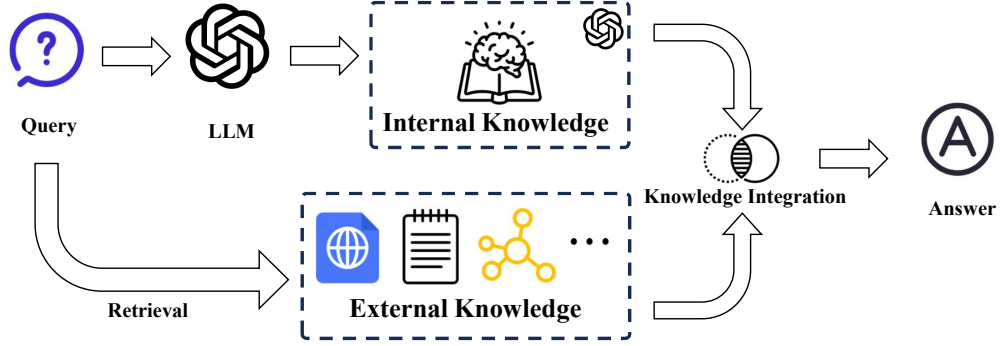 Query
LLM
Internal Knowledge
Knowledge Integration
Answer
Retrieval
External Knowledge
...